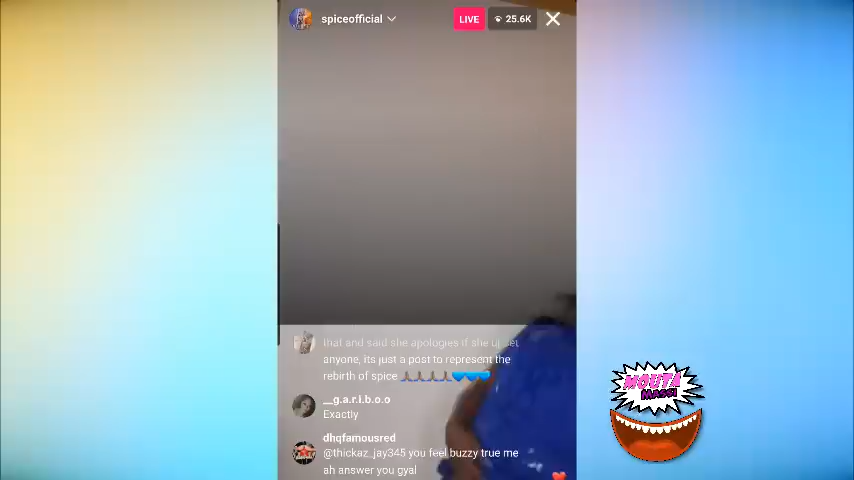 spiceofficial
LIVE
25.6K
that and said she apologies if she upset
anyone, its just a post to represent the
rebirth of spice
__g.a.r.i.b.o.o
Exactly
dhqfamousred
@thickaz_jay345 you feel buzzy true me
ah answer you gyal
MOUTA
MASSI